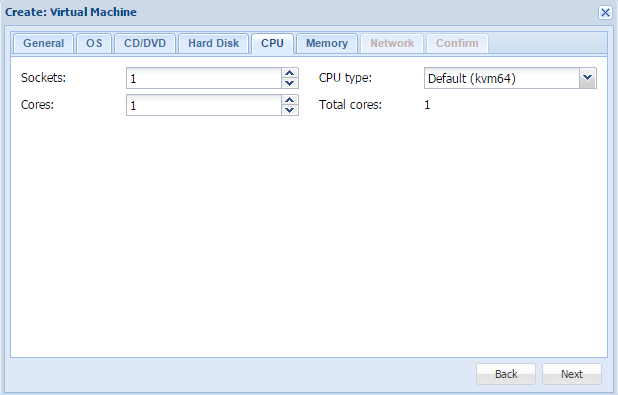 Create: Virtual Machine
General OS CD/DVD Hard Disk CPU Memory Network Confirm
Sockets: 1 CPU type: Default (kvm64)
Cores: 1 Total cores: 1
Back Next